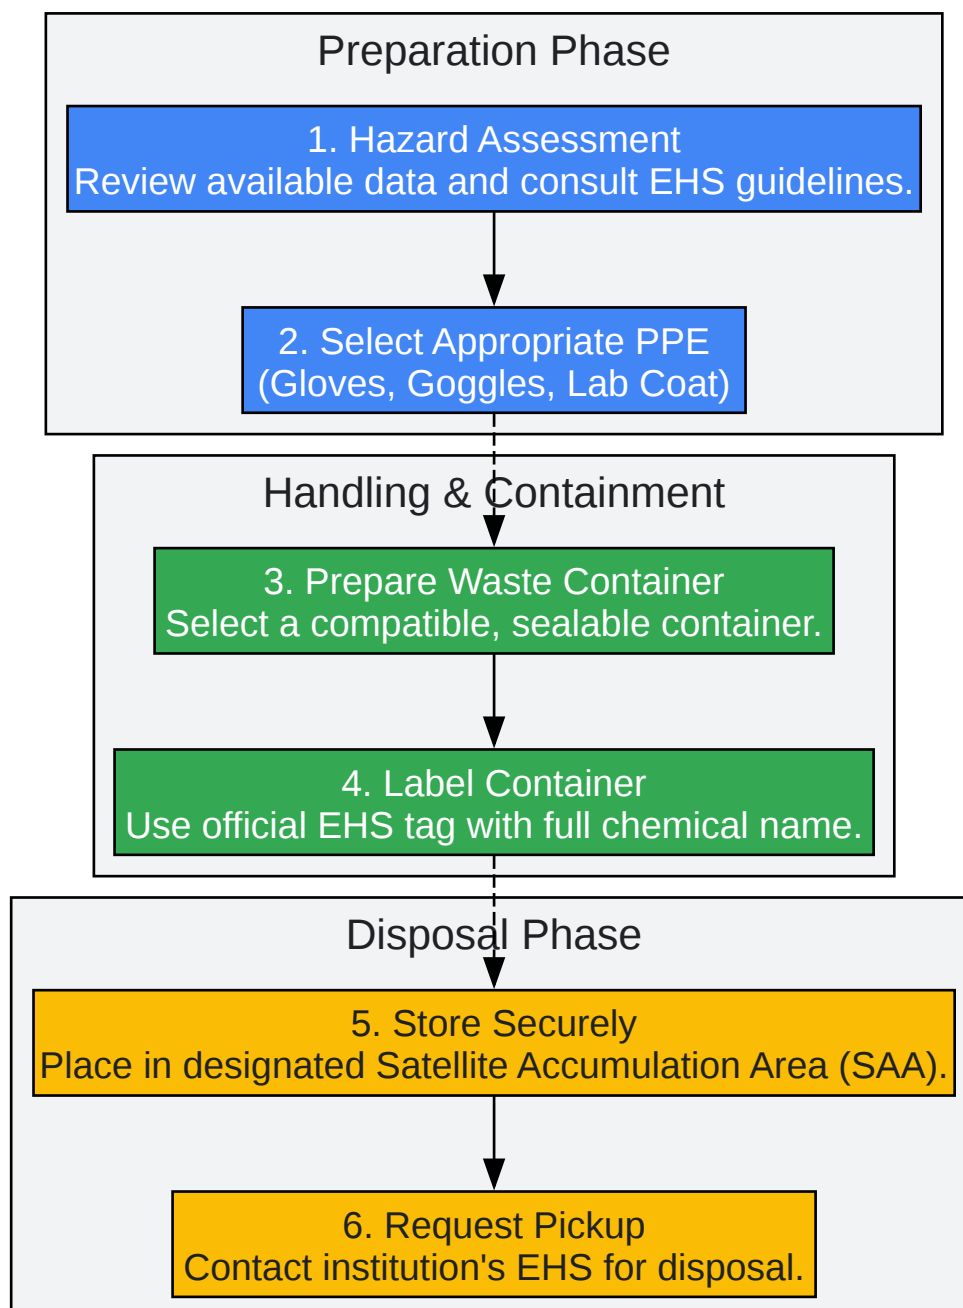 Preparation Phase
1. Hazard Assessment
Review available data and consult EHS guidelines.
2. Select Appropriate PPE
(Gloves, Goggles, Lab Coat)
Handling & Containment
3. Prepare Waste Container
Select a compatible, sealable container.
4. Label Container
Use official EHS tag with full chemical name.
Disposal Phase
5. Store Securely
Place in designated Satellite Accumulation Area (SAA).
6. Request Pickup
Contact institution's EHS for disposal.